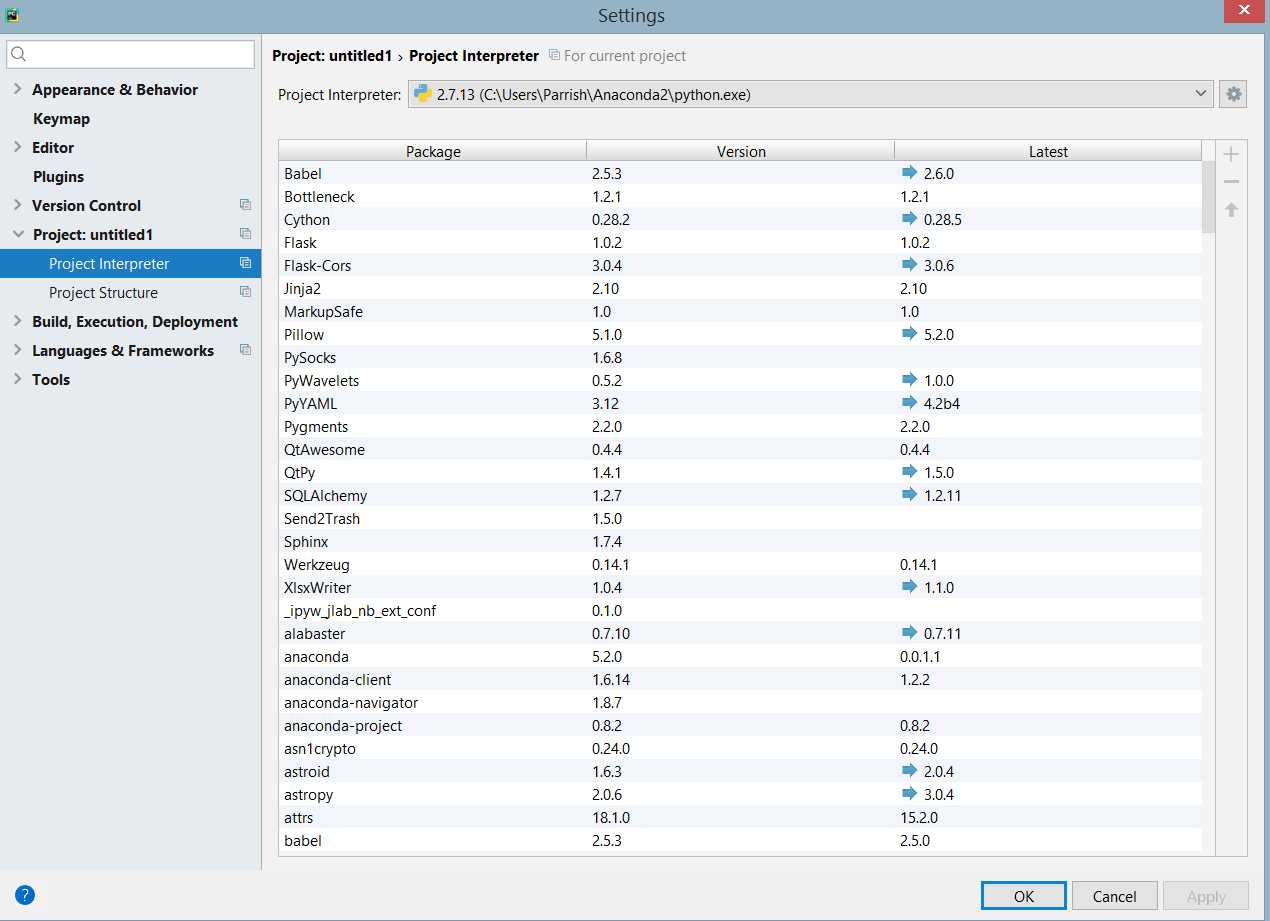 Settings
Project: untitled1 › Project Interpreter For current project
Appearance & Behavior
Keymap
Editor
Plugins
Version Control
Project: untitled1
Project Interpreter
Project Structure
Build, Execution, Deployment
Languages & Frameworks
Tools
Project Interpreter: 2.7.13 (C:\Users\Parrish\Anaconda2\python.exe)
Package Version Latest
Babel 2.5.3 2.6.0
Bottleneck 1.2.1 1.2.1
Cython 0.28.2 0.28.5
Flask 1.0.2 1.0.2
Flask-Cors 3.0.4 3.0.6
Jinja2 2.10 2.10
MarkupSafe 1.0 1.0
Pillow 5.1.0 5.2.0
PySocks 1.6.8
PyWavelets 0.5.2 1.0.0
PyYAML 3.12 4.2b4
Pygments 2.2.0 2.2.0
QtAwesome 0.4.4 0.4.4
QtPy 1.4.1 1.5.0
SQLAlchemy 1.2.7 1.2.11
Send2Trash 1.5.0
Sphinx 1.7.4
Werkzeug 0.14.1 0.14.1
XlsxWriter 1.0.4 1.1.0
_ipyw_jlab_nb_ext_conf 0.1.0
alabaster 0.7.10 0.7.11
anaconda 5.2.0 0.0.1.1
anaconda-client 1.6.14 1.2.2
anaconda-navigator 1.8.7
anaconda-project 0.8.2 0.8.2
asn1crypto 0.24.0 0.24.0
astroid 1.6.3 2.0.4
astropy 2.0.6 3.0.4
attrs 18.1.0 15.2.0
babel 2.5.3 2.5.0
? OK Cancel Apply